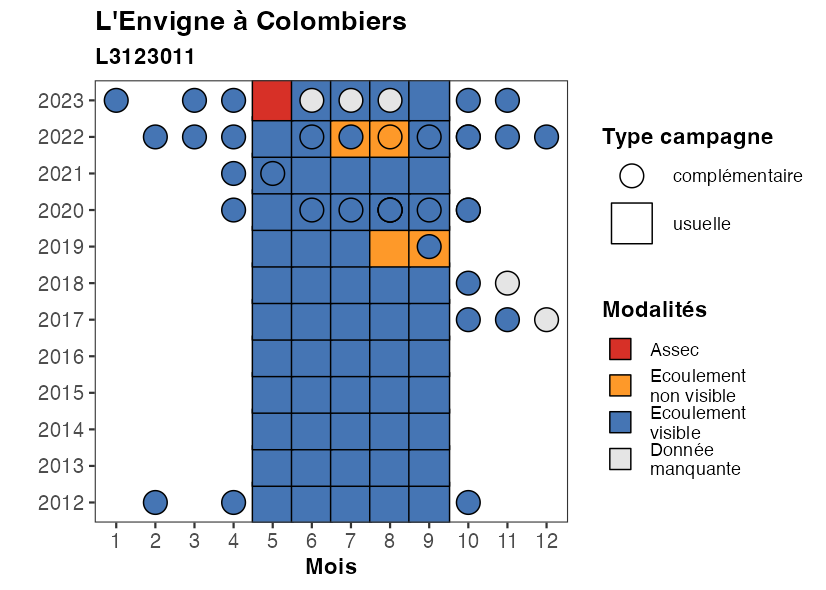 L'Envigne à Colombiers
L3123011
2023
2022
2021
2020
2019
2018
2017
2016
2015
2014
2013
2012
1 2 3 4 5 6 7 8 9 10 11 12
Mois
Type campagne
complémentaire
usuelle
Modalités
Assec
Ecoulement
non visible
Ecoulement
visible
Donnée
manquante